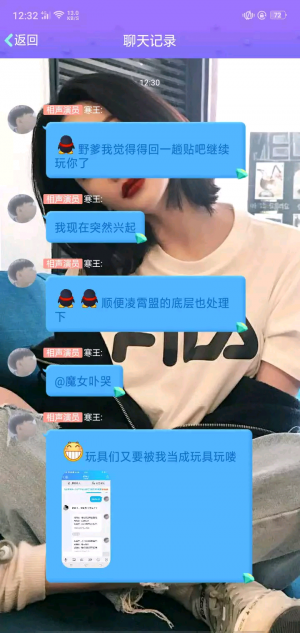 12:32
72
返回
聊天记录
12:30
相声演员 寒王:
野爹我觉得得回一趟贴吧继续
玩你了
相声演员 寒王:
我现在突然兴起
相声演员 寒王:
顺便凌霄盟的底层也处理
下
相声演员 寒王:
@魔女卟哭
相声演员 寒王:
玩具们又要被我当成玩具玩喽
FILA